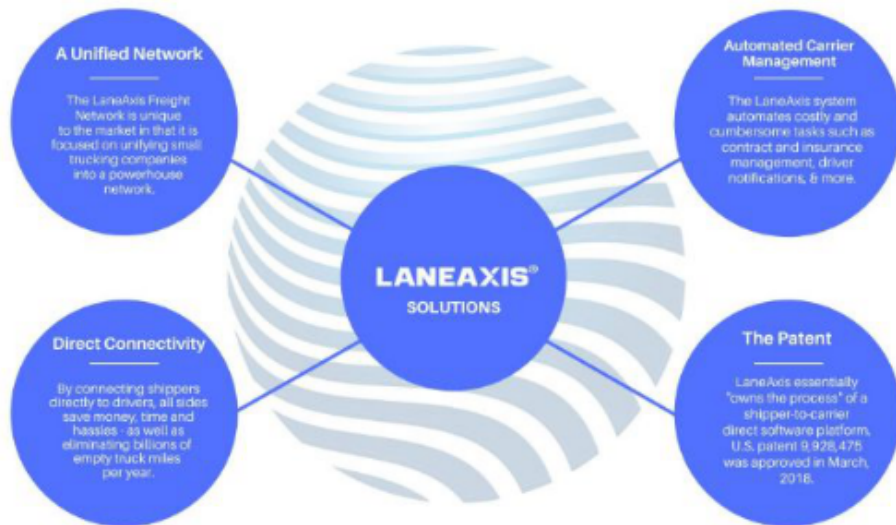 A Unified Network
The LaneAxis Freight
Network is unique
to the market in that it is
focused on unifying small
trucking companies
into a powerhouse
network.
Automated Carrier
Management
The LaneAxis system
automates costly and
cumbersome tasks such as
contract and insurance
management, driver
notifications, & more.
LANEAXIS®
SOLUTIONS
Direct Connectivity
By connecting shippers
directly to drivers, all sides
save money, time and
hassles - as well as
eliminating billions of
empty truck miles
per year.
The Patent
LaneAxis essentially
"owns the process" of a
shipper-to-carrier
direct software platform.
U.S. patent 9,928,475
was approved in March,
2018.